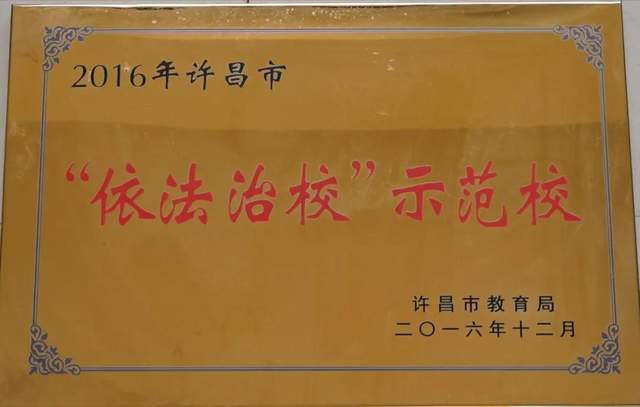 2016年许昌市
“依法治校”示范校
许昌市教育局
二〇一六年十二月